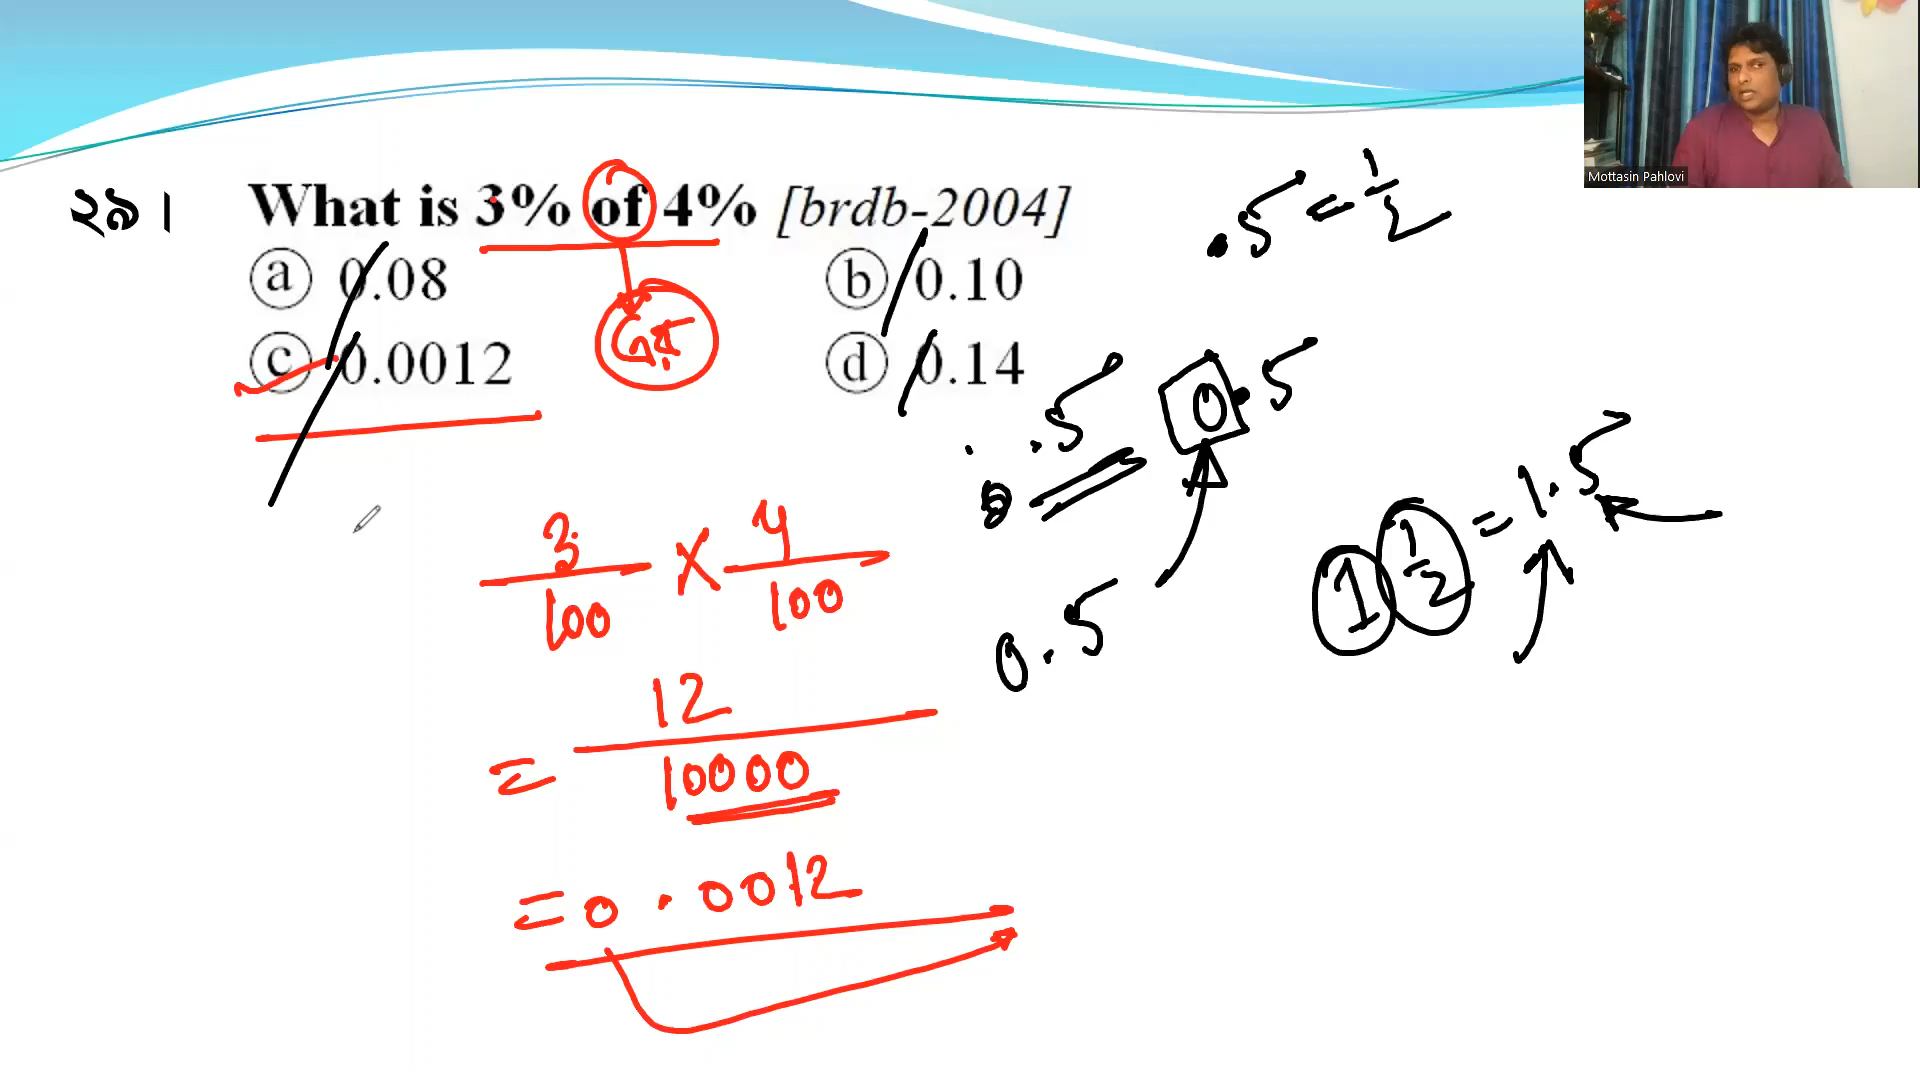 ২৯। What is 3% of 4% [brdb-2004]
ⓐ 0.08 ⓑ 0.10
ⓒ 0.0012 ⓓ 0.14
গুণ
3/100 × 4/100
= 12/10000
= 0.0012
.5 = 1/2
.5 0.5
0.5
1 1/2 = 1.5
Mottasin Pahlovi